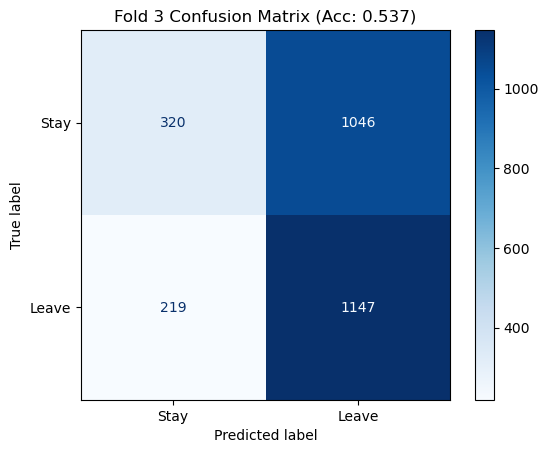 Fold 3 Confusion Matrix (Acc: 0.537)
Stay
320
1046
1000
800
True label
600
Leave
219
1147
400
Stay
Leave
Predicted label